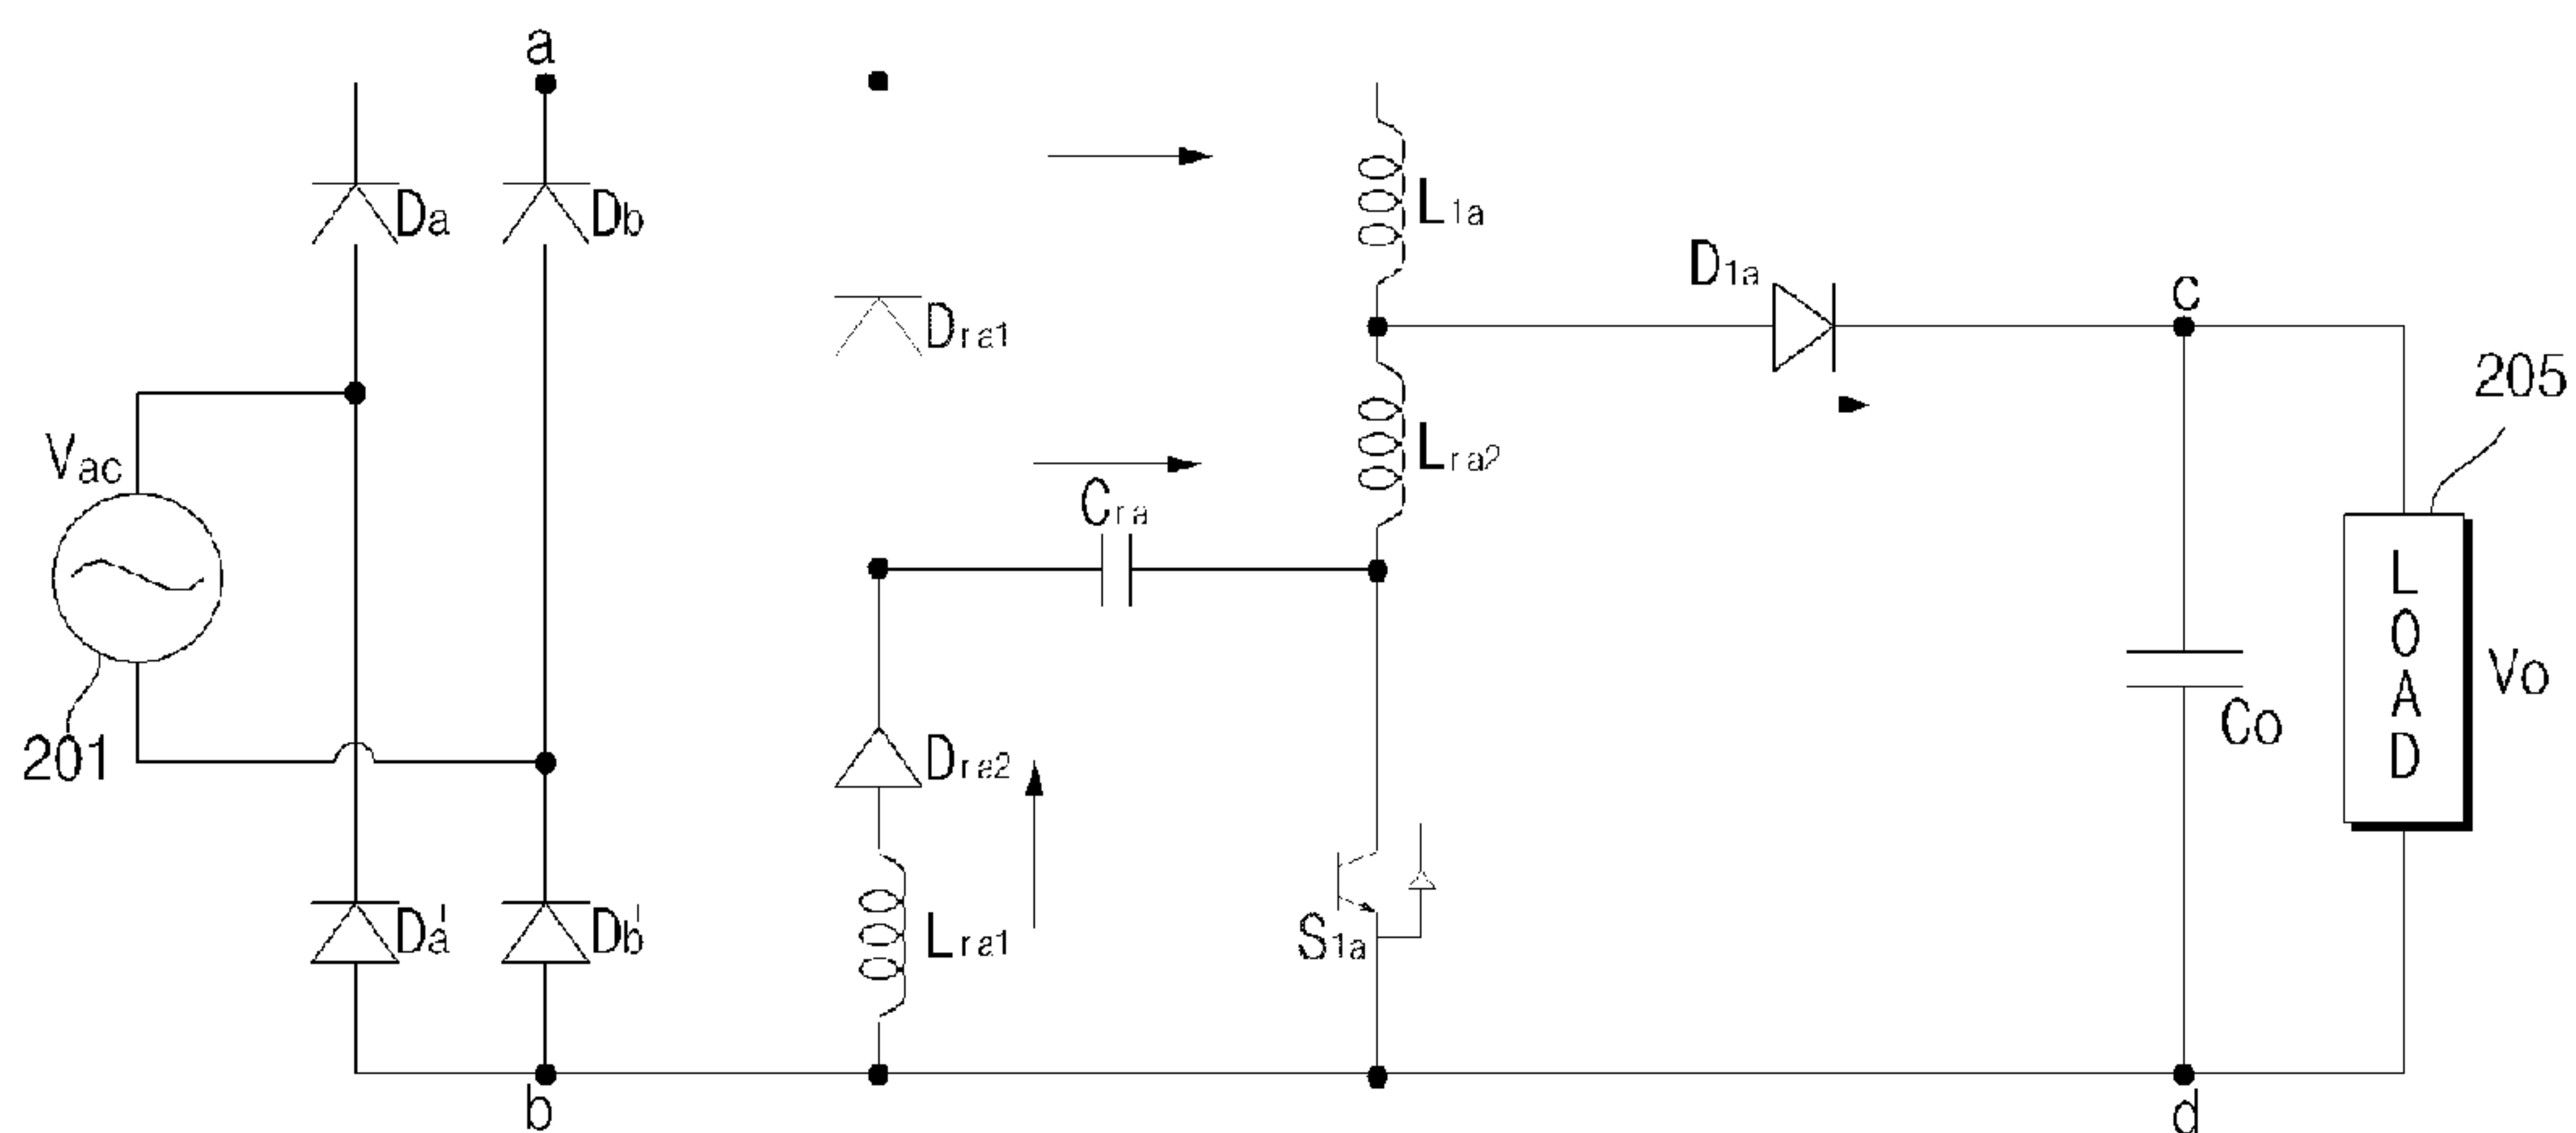 a
Da
Db
L1a
Dra1
D1a
c
205
Vac
Lra2
Cra
LOAD
Vo
Co
201
Dra2
Da'
Db'
Lra1
S1a
b
d